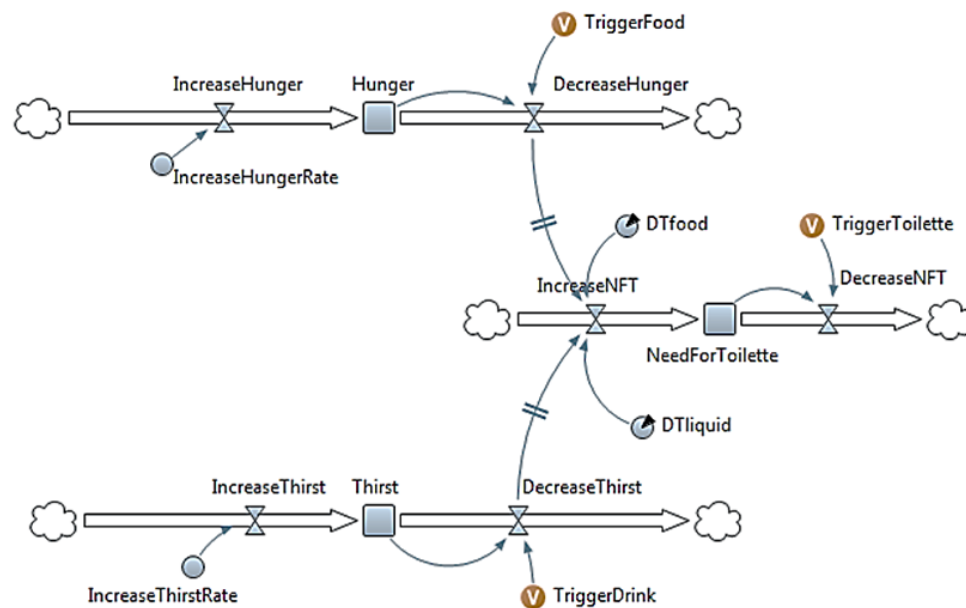 V TriggerFood
IncreaseHunger Hunger DecreaseHunger
IncreaseHungerRate
DTfood V TriggerToilette
IncreaseNFT DecreaseNFT
NeedForToilette
DTliquid
IncreaseThirst Thirst DecreaseThirst
IncreaseThirstRate V TriggerDrink